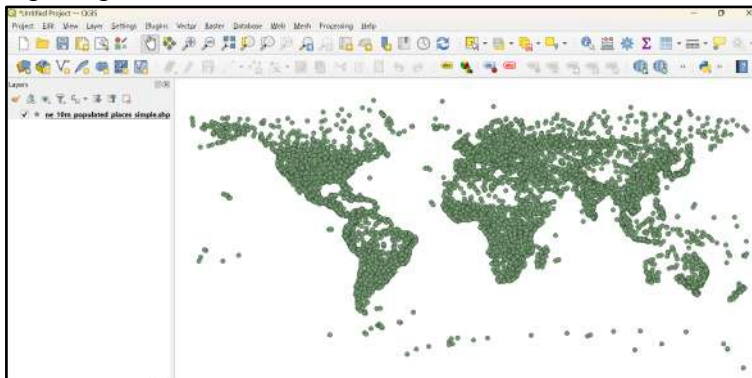 *Untitled Project — QGIS
Project Edit View Layer Settings Plugins Vector Raster Database Web Mesh Processing Help
Layers
ne_10m_populated_places_simple.shp